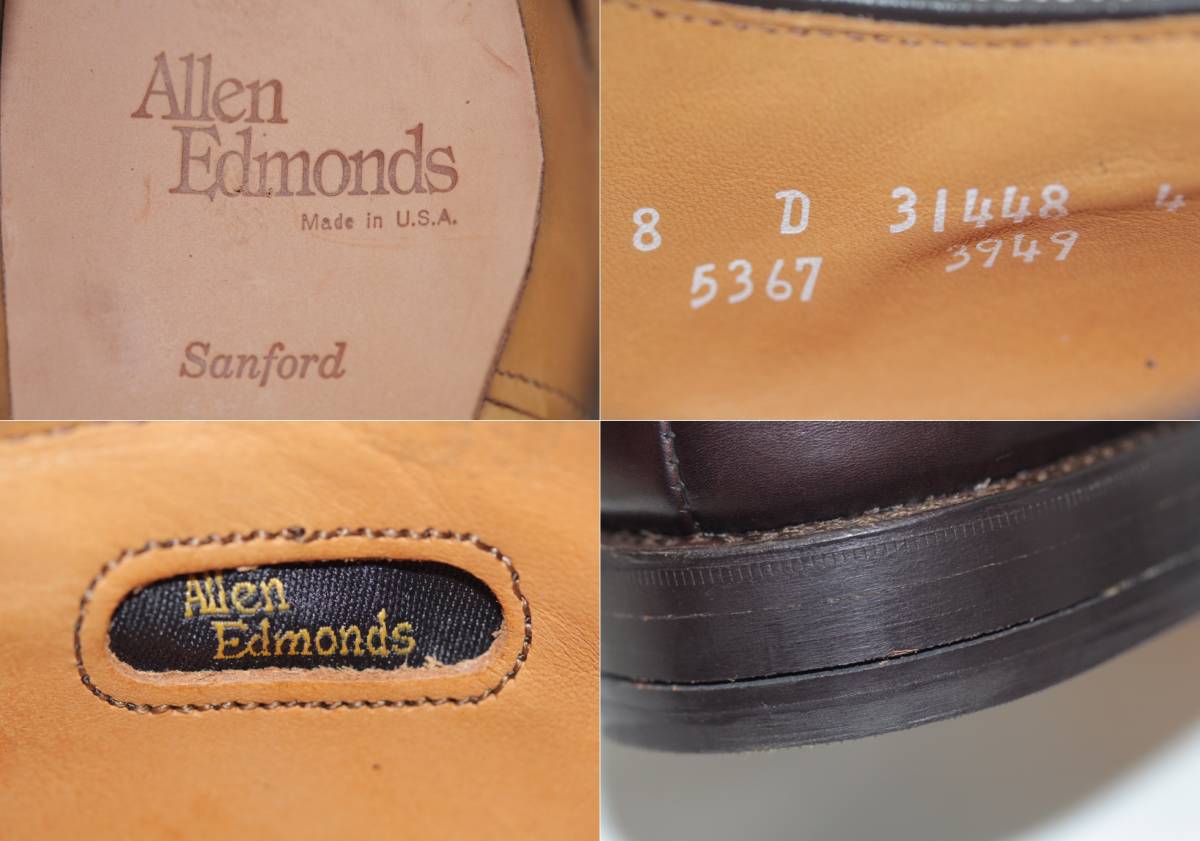 Allen
Edmonds
Made in U.S.A.
Sanford
8 D 31448 4
5367 3949
Allen
Edmonds